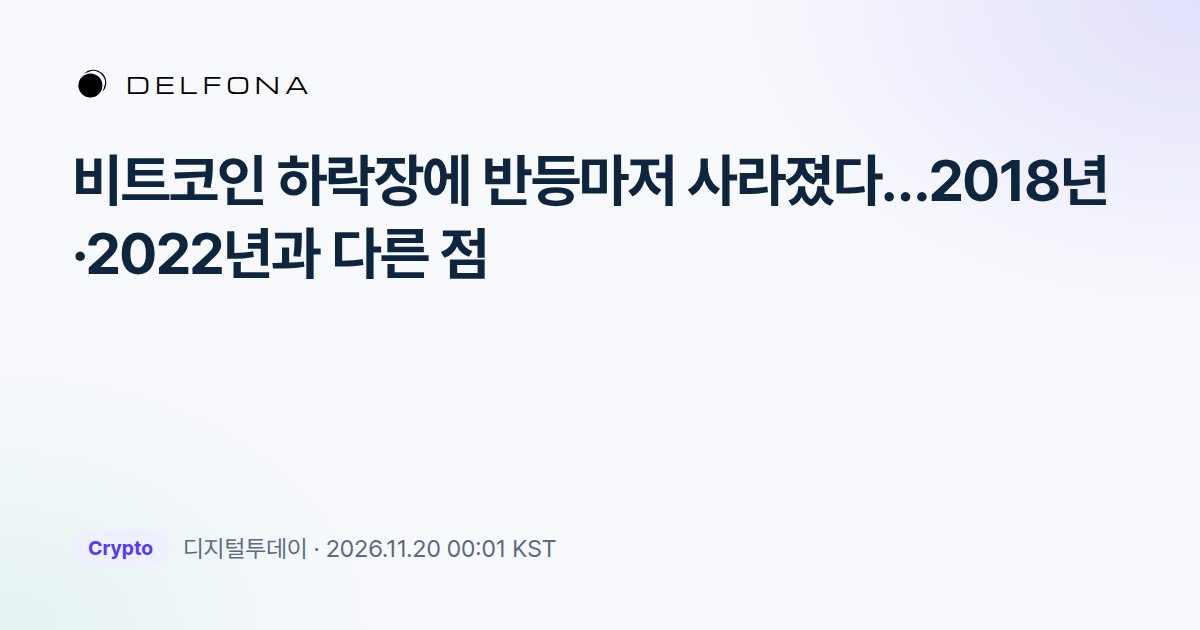 DELFONA
비트코인 하락장에 반등마저 사라졌다...2018년
·2022년과 다른 점
Crypto 디지털투데이 · 2026.11.20 00:01 KST